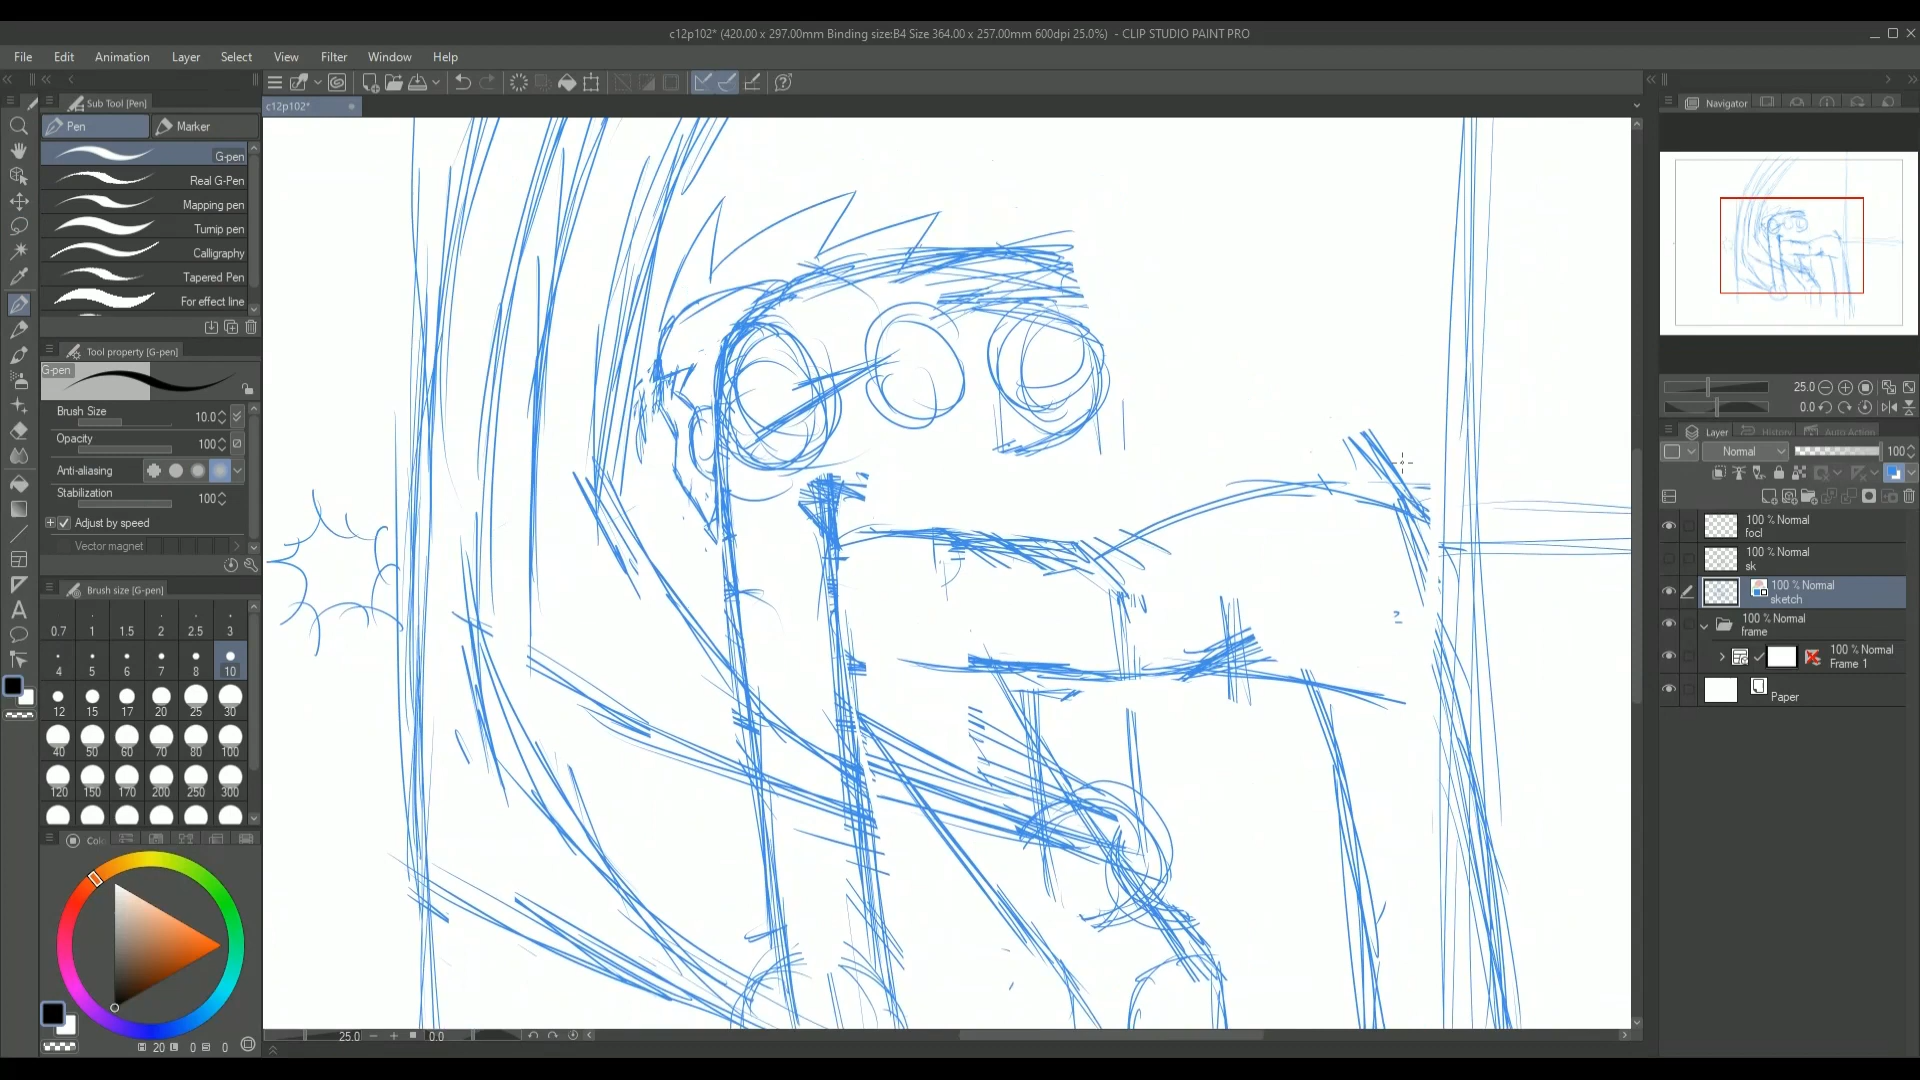 c12p102* (420.00 x 297.00mm Binding size:B4 Size 364.00 x 257.00mm 600dpi 25.0%) - CLIP STUDIO PAINT PRO
File Edit Animation Layer Select View Filter Window Help
Sub Tool [Pen]
c12p102*
Navigator
Pen
Marker
G-pen
Real G-Pen
Mapping pen
Turnip pen
Calligraphy
Tapered Pen
For effect line
Tool property [G-pen]
G-pen
Brush Size 10.0
Opacity 100
Anti-aliasing
Stabilization 100
Adjust by speed
Vector magnet
Brush size [G-pen]
0.7 1 1.5 2 2.5 3
4 5 6 7 8 10
12 15 17 20 25 30
40 50 60 70 80 100
120 150 170 200 250 300
Colo
H 20 L 0 S 0
25.0
0.0
25.0
0.0
Layer
History
Auto Action
Normal
100
100 % Normal
focl
100 % Normal
sk
100 % Normal
sketch
100 % Normal
frame
100 % Normal
Frame 1
Paper